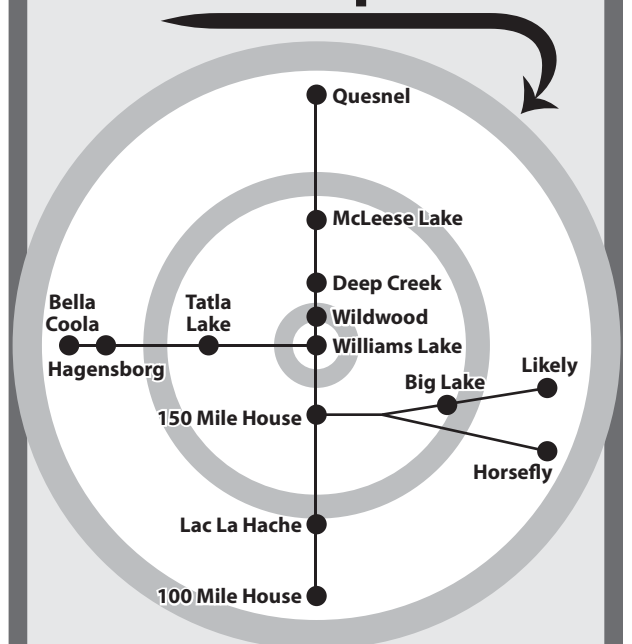 Quesnel
McLeese Lake
Deep Creek
Wildwood
Bella
Coola
Tatla
Lake
Williams Lake
Hagensborg
Likely
Big Lake
150 Mile House
Horsefly
Lac La Hache
100 Mile House